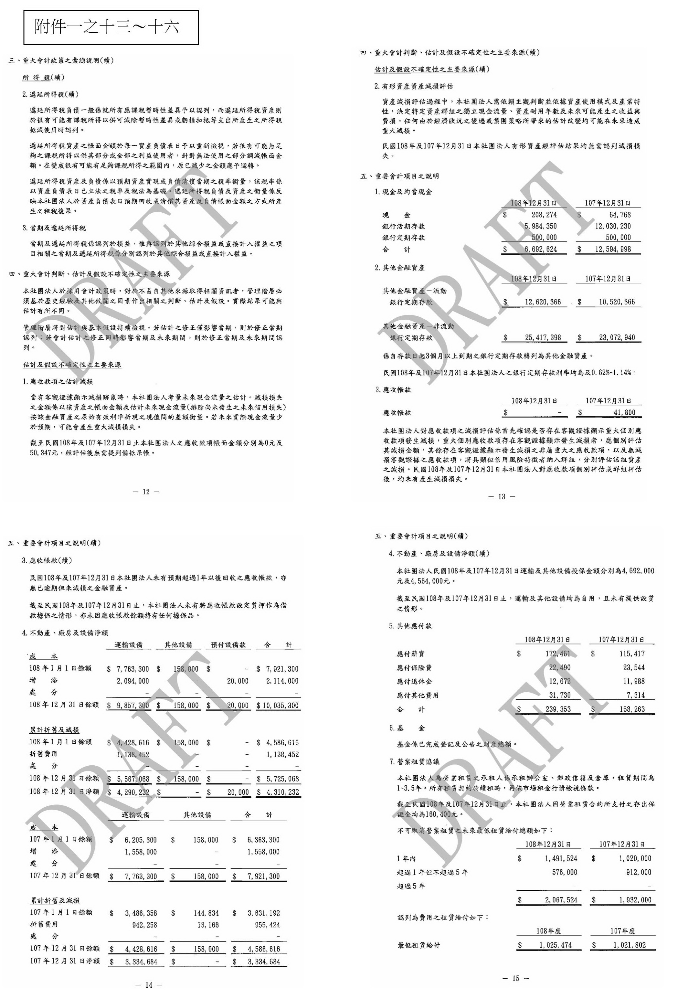 附件一之十三～十六
三、重大會計政策之彙總說明(續)
所 得 稅(續)
2.遞延所得稅(續)
遞延所得稅負債一般係就所有應課稅暫時性差異予以認列，而遞延所得稅資產則
於很有可能有課稅所得以供可減除暫時性差異或虧損扣抵等支出所產生之所得稅
抵減使用時認列。
遞延所得稅資產之帳面金額於每一資產負債表日予以重新檢視，若很有可能無足
夠之課稅所得以供其部分或全部之利益使用者，針對無法使用之部分調減帳面金
額。在變成很有可能有足夠課稅所得之範圍內，原已減少之金額應予迴轉。
遞延所得稅資產及負債係以預期資產實現或負債清償當期之稅率衡量，該稅率係
以資產負債表日已立法之稅率及稅法為基礎。遞延所得稅負債及資產之衡量係反
映本社團法人於資產負債表日預期回收或清償其資產及負債帳面金額之方式所產
生之租稅後果。
3.當期及遞延所得稅
當期及遞延所得稅係認列於損益，惟與認列於其他綜合損益或直接計入權益之項
目相關之當期及遞延所得稅係分別認列於其他綜合損益或直接計入權益。
四、重大會計判斷、估計及假設不確定性之主要來源
本社團法人於採用會計政策時，對於不易自其他來源取得相關資訊者，管理階層必
須基於歷史經驗及其他攸關之因素作出相關之判斷、估計及假設。實際結果可能與
估計有所不同。
管理階層將對估計與基本假設持續檢視。若估計之修正僅影響當期，則於修正當期
認列；若會計估計之修正同時影響當期及未來期間，則於修正當期及未來期間認
列。
估計及假設不確定性之主要來源
1.應收款項之估計減損
當有客觀證據顯示減損跡象時，本社團法人考量未來現金流量之估計。減損損失
之金額係以該資產之帳面金額及估計未來現金流量(排除尚未發生之未來信用損失)
按該金融資產之原始有效利率折現之現值間的差額衡量。若未來實際現金流量少
於預期，可能會產生重大減損損失。
截至民國108年及107年12月31日止本社團法人之應收款項帳面金額分別為0元及
50,347元，經評估後無需提列備抵呆帳。
DRAFT
－ 12 －
四、重大會計判斷、估計及假設不確定性之主要來源(續)
估計及假設不確定性之主要來源(續)
2.有形資產資產減損評估
資產減損評估過程中，本社團法人需依賴主觀判斷並依據資產使用模式及產業特
性，決定特定資產群組之獨立現金流量、資產耐用年數及未來可能產生之收益與
費損，任何由於經濟狀況之變遷或集團策略所帶來的估計改變均可能在未來造成
重大減損。
民國108年及107年12月31日本社團法人有形資產經評估結果均無需認列減損損
失。
五、重要會計項目之說明
1.現金及約當現金
108年12月31日 107年12月31日
現 金 $ 208,274 $ 64,768
銀行活期存款 5,984,350 12,030,230
銀行定期存款 500,000 500,000
合 計 $ 6,692,624 $ 12,594,998
2.其他金融資產
108年12月31日 107年12月31日
其他金融資產－流動
銀行定期存款 $ 12,620,366 $ 10,520,366
其他金融資產－非流動
銀行定期存款 $ 25,417,398 $ 23,072,940
係自存款日起3個月以上到期之銀行定期存款轉列為其他金融資產。
民國108年及107年12月31日本社團法人之銀行定期存款利率均為及0.62%~1.14%。
3.應收帳款
108年12月31日 107年12月31日
應收帳款 $ － $ 41,800
本社團法人對應收款項之減損評估係首先確認是否存在客觀證據顯示重大個別應
收款項發生減損，重大個別應收款項存在客觀證據顯示發生減損者，應個別評估
其減損金額，其餘存在客觀證據顯示發生減損之非屬重大之應收款項，以及無減
損客觀證據之應收款項，將具類似信用風險特徵者納入群組，分別評估該組資產
之減損。民國108年及107年12月31日本社團法人對應收款項個別評估或群組評估
後，均未有產生減損損失。
DRAFT
－ 13 －
五、重要會計項目之說明(續)
3.應收帳款(續)
民國108年及107年12月31日本社團法人未有預期超過1年以後回收之應收帳款，亦
無已逾期但未減損之金融資產。
截至民國108年及107年12月31日止，本社團法人未有將應收帳款設定質押作為借
款擔保之情形，亦未因應收帳款餘額持有任何擔保品。
4.不動產、廠房及設備淨額
運輸設備 其他設備 預付設備款 合 計
成 本
108 年 1 月 1 日餘額 $ 7,763,300 $ 158,000 $ － $ 7,921,300
增 添 2,094,000 － 20,000 2,114,000
處 分 － － － －
108 年 12 月 31 日餘額 $ 9,857,300 $ 158,000 $ 20,000 $ 10,035,300
累計折舊及減損
108 年 1 月 1 日餘額 $ 4,428,616 $ 158,000 $ － $ 4,586,616
折舊費用 1,138,452 － － 1,138,452
處 分 － － － －
108 年 12 月 31 日餘額 $ 5,567,068 $ 158,000 $ － $ 5,725,068
108 年 12 月 31 日淨額 $ 4,290,232 $ － $ 20,000 $ 4,310,232
運輸設備 其他設備 合 計
成 本
107 年 1 月 1 日餘額 $ 6,205,300 $ 158,000 $ 6,363,300
增 添 1,558,000 － 1,558,000
處 分 － － －
107 年 12 月 31 日餘額 $ 7,763,300 $ 158,000 $ 7,921,300
累計折舊及減損
107 年 1 月 1 日餘額 $ 3,486,358 $ 144,834 $ 3,631,192
折舊費用 942,258 13,166 955,424
處 分 － － －
107 年 12 月 31 日餘額 $ 4,428,616 $ 158,000 $ 4,586,616
107 年 12 月 31 日淨額 $ 3,334,684 $ － $ 3,334,684
DRAFT
－ 14 －
五、重要會計項目之說明(續)
4.不動產、廠房及設備淨額(續)
本社團法人民國108年及107年12月31日運輸及其他設備投保金額分別為4,692,000
元及4,564,000元。
截至民國108年及107年12月31日止，運輸及其他設備均為自用，且未有提供設質
之情形。
5.其他應付款
108年12月31日 107年12月31日
應付薪資 $ 172,461 $ 115,417
應付保險費 22,490 23,544
應付退休金 12,672 11,988
應付其他費用 31,730 7,314
合 計 $ 239,353 $ 158,263
6.基 金
基金係已完成登記及公告之財產總額。
7.營業租賃協議
本社團法人為營業租賃之承租人係承租辦公室、郵政信箱及倉庫，租賃期間為
1~3.5年。所有租賃契約於續租時，再依市場租金行情檢視條款。
截至民國108年及107年12月31日止，本社團法人因營業租賃合約所支付之存出保
證金均為160,400元。
不可取消營業租賃之未來最低租賃給付總額如下：
108年12月31日 107年12月31日
1 年內 $ 1,491,524 $ 1,020,000
超過 1 年但不超過 5 年 576,000 912,000
超過 5 年 － －
$ 2,067,524 $ 1,932,000
認列為費用之租賃給付如下：
108年度 107年度
最低租賃給付 $ 1,025,474 $ 1,021,802
DRAFT
－ 15 －